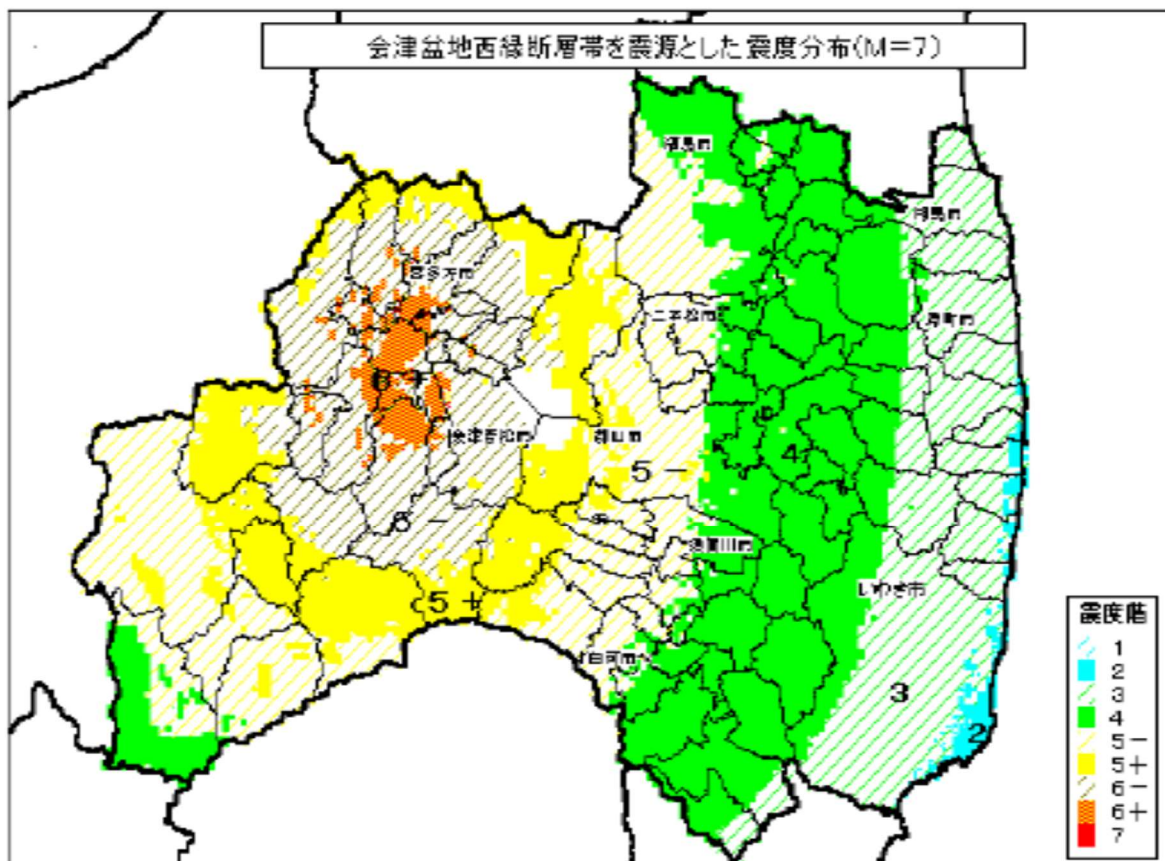 会津盆地西縁断層帯を震源とした震度分布(M=7)
福島市
相馬市
喜多方市
二本松市
原町市
6+
会津若松市
郡山市
5-
4
6-
須賀川市
いわき市
5+
白河市
3
2
震度階
1
2
3
4
5-
5+
6-
6+
7